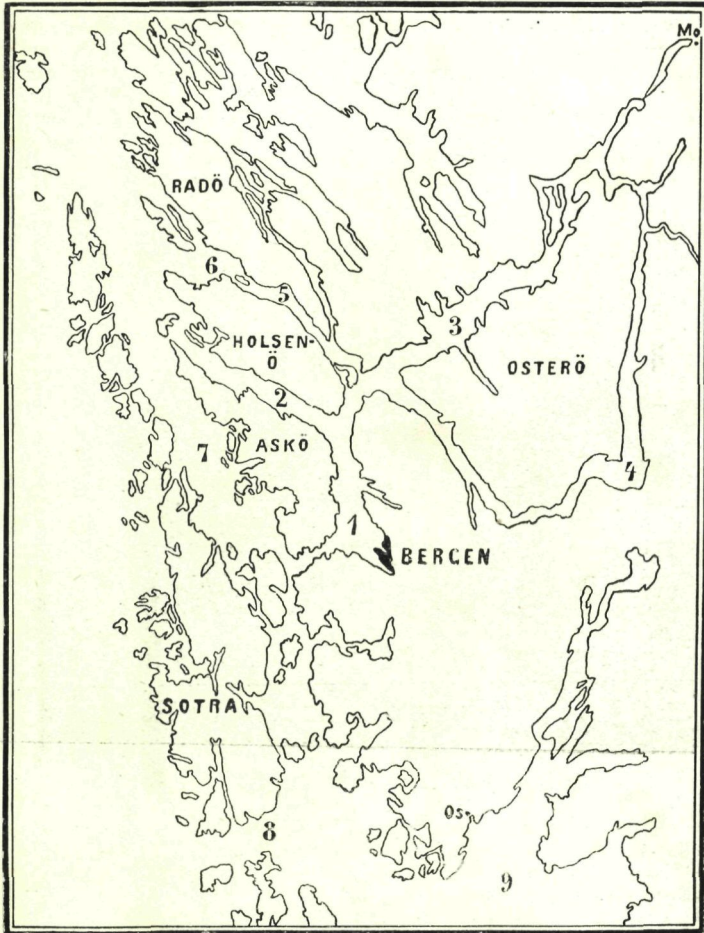 Mo.
RADÖ
6
5
3
HOLSEN-
Ö
OSTERÖ
2
ASKÖ
7
4
1
BERGEN
SOTRA
Os.
8
9